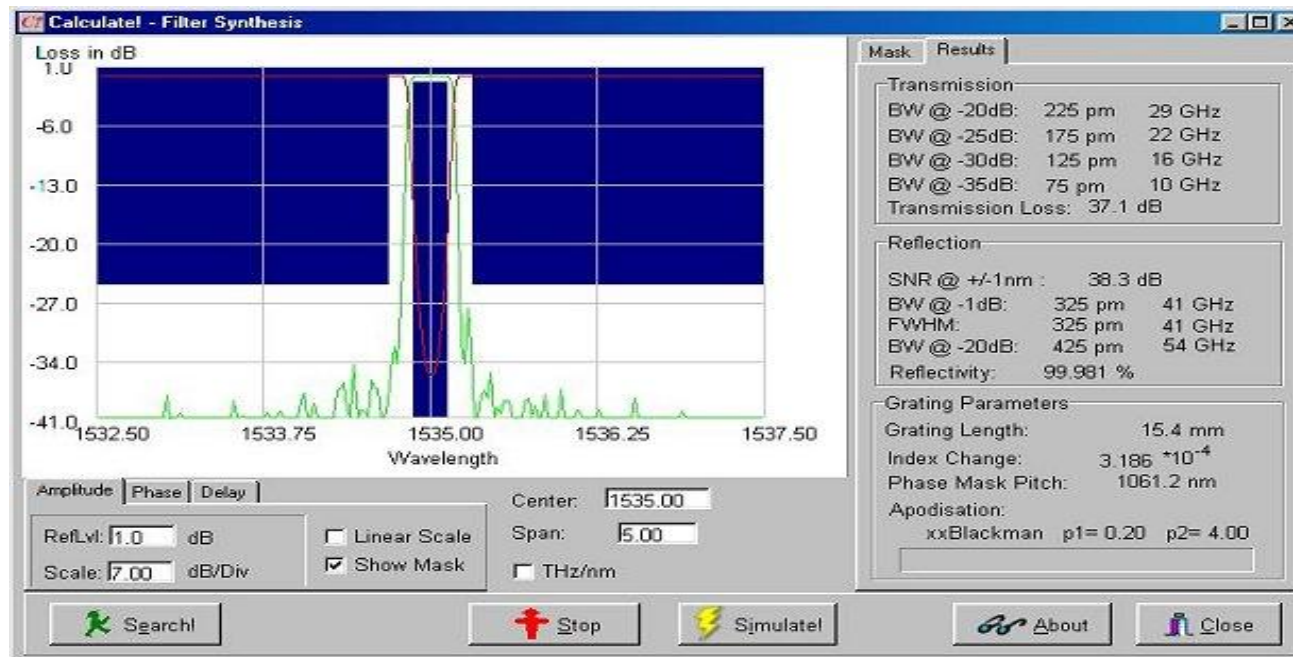 Calculate! - Filter Synthesis
Loss in dB
1.0
-6.0
-13.0
-20.0
-27.0
-34.0
-41.0
1532.50 1533.75 1535.00 1536.25 1537.50
Wavelength
Amplitude Phase Delay
RefLvl: 1.0 dB
Scale: 7.00 dB/Div
Linear Scale
Show Mask
Center: 1535.00
Span: 5.00
THz/nm
Mask Results
Transmission
BW @ -20dB: 225 pm 29 GHz
BW @ -25dB: 175 pm 22 GHz
BW @ -30dB: 125 pm 16 GHz
BW @ -35dB: 75 pm 10 GHz
Transmission Loss: 37.1 dB
Reflection
SNR @ +/-1nm : 38.3 dB
BW @ -1dB: 325 pm 41 GHz
FWHM: 325 pm 41 GHz
BW @ -20dB: 425 pm 54 GHz
Reflectivity: 99.981 %
Grating Parameters
Grating Length: 15.4 mm
Index Change: 3.186 *10⁻⁴
Phase Mask Pitch: 1061.2 nm
Apodisation:
xxBlackman p1= 0.20 p2= 4.00
Search! Stop Simulate! About Close